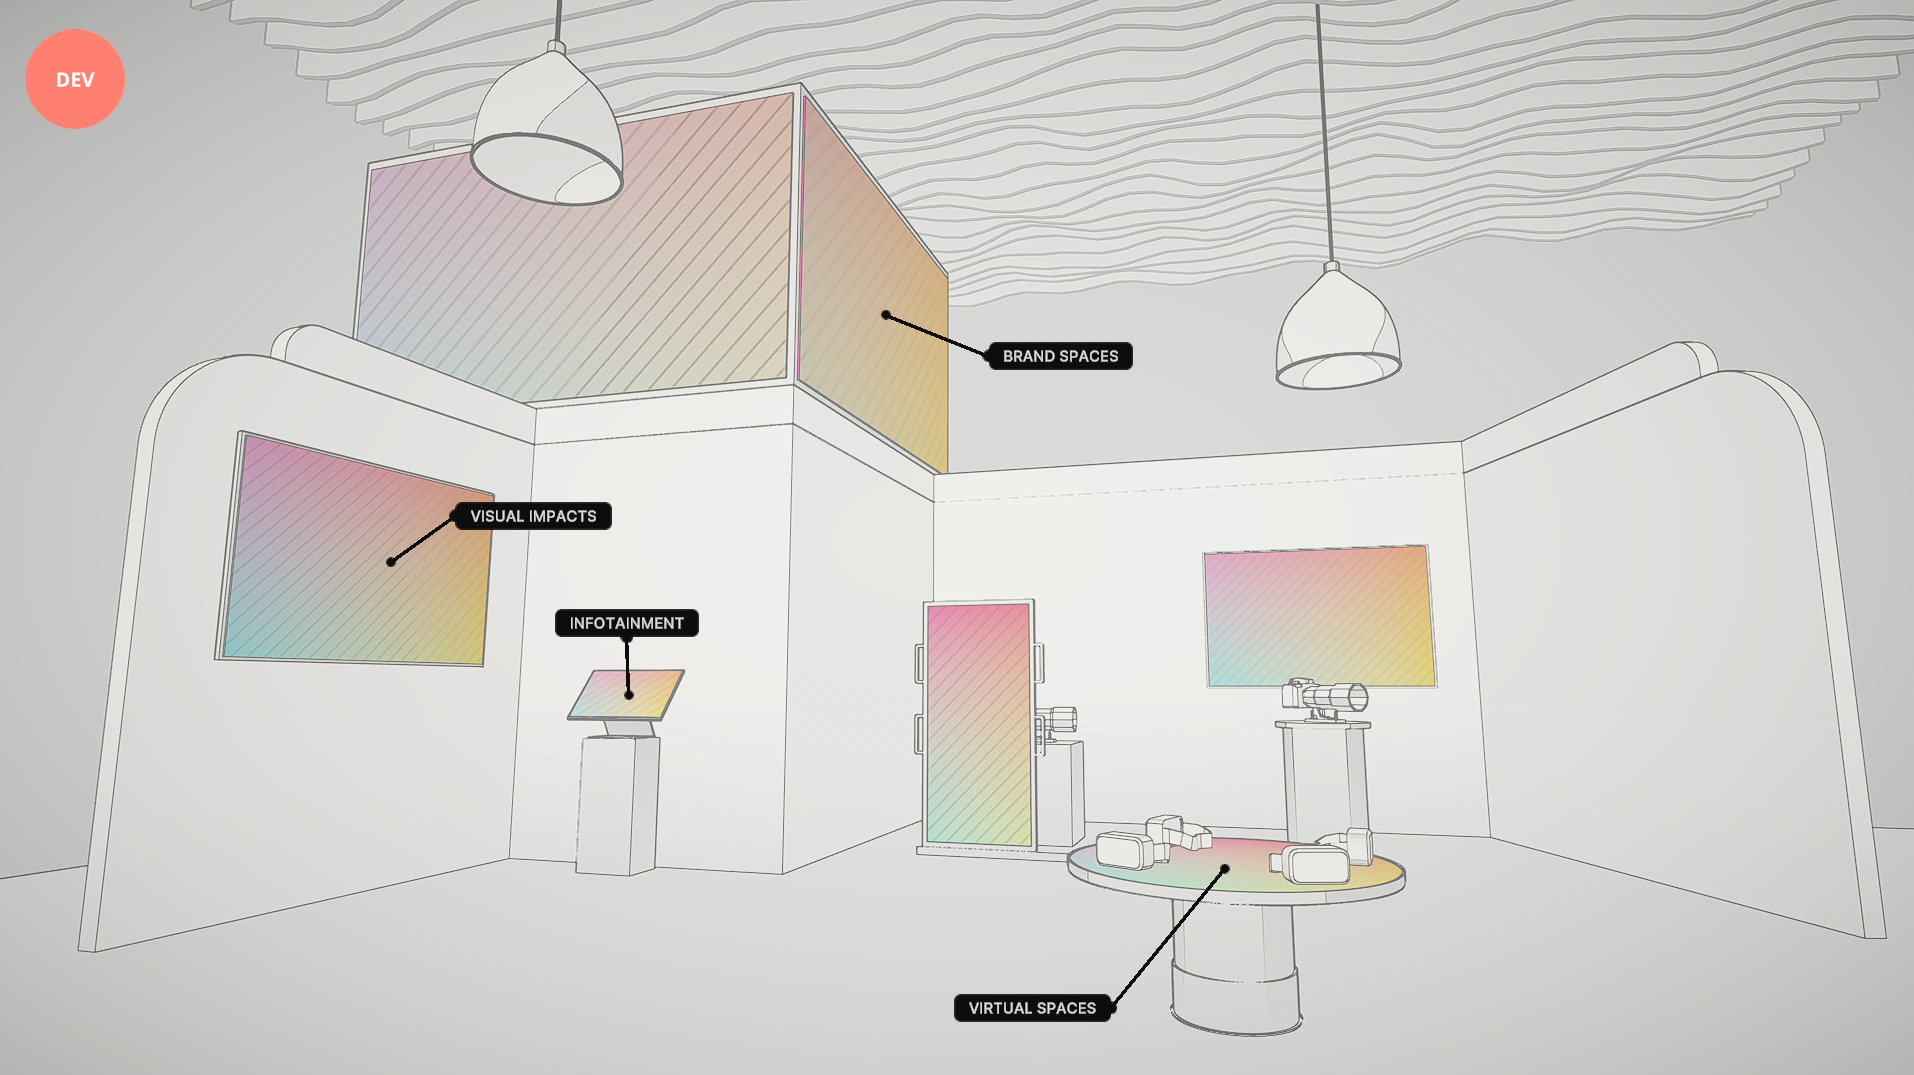 DEV
BRAND SPACES
VISUAL IMPACTS
INFOTAINMENT
VIRTUAL SPACES